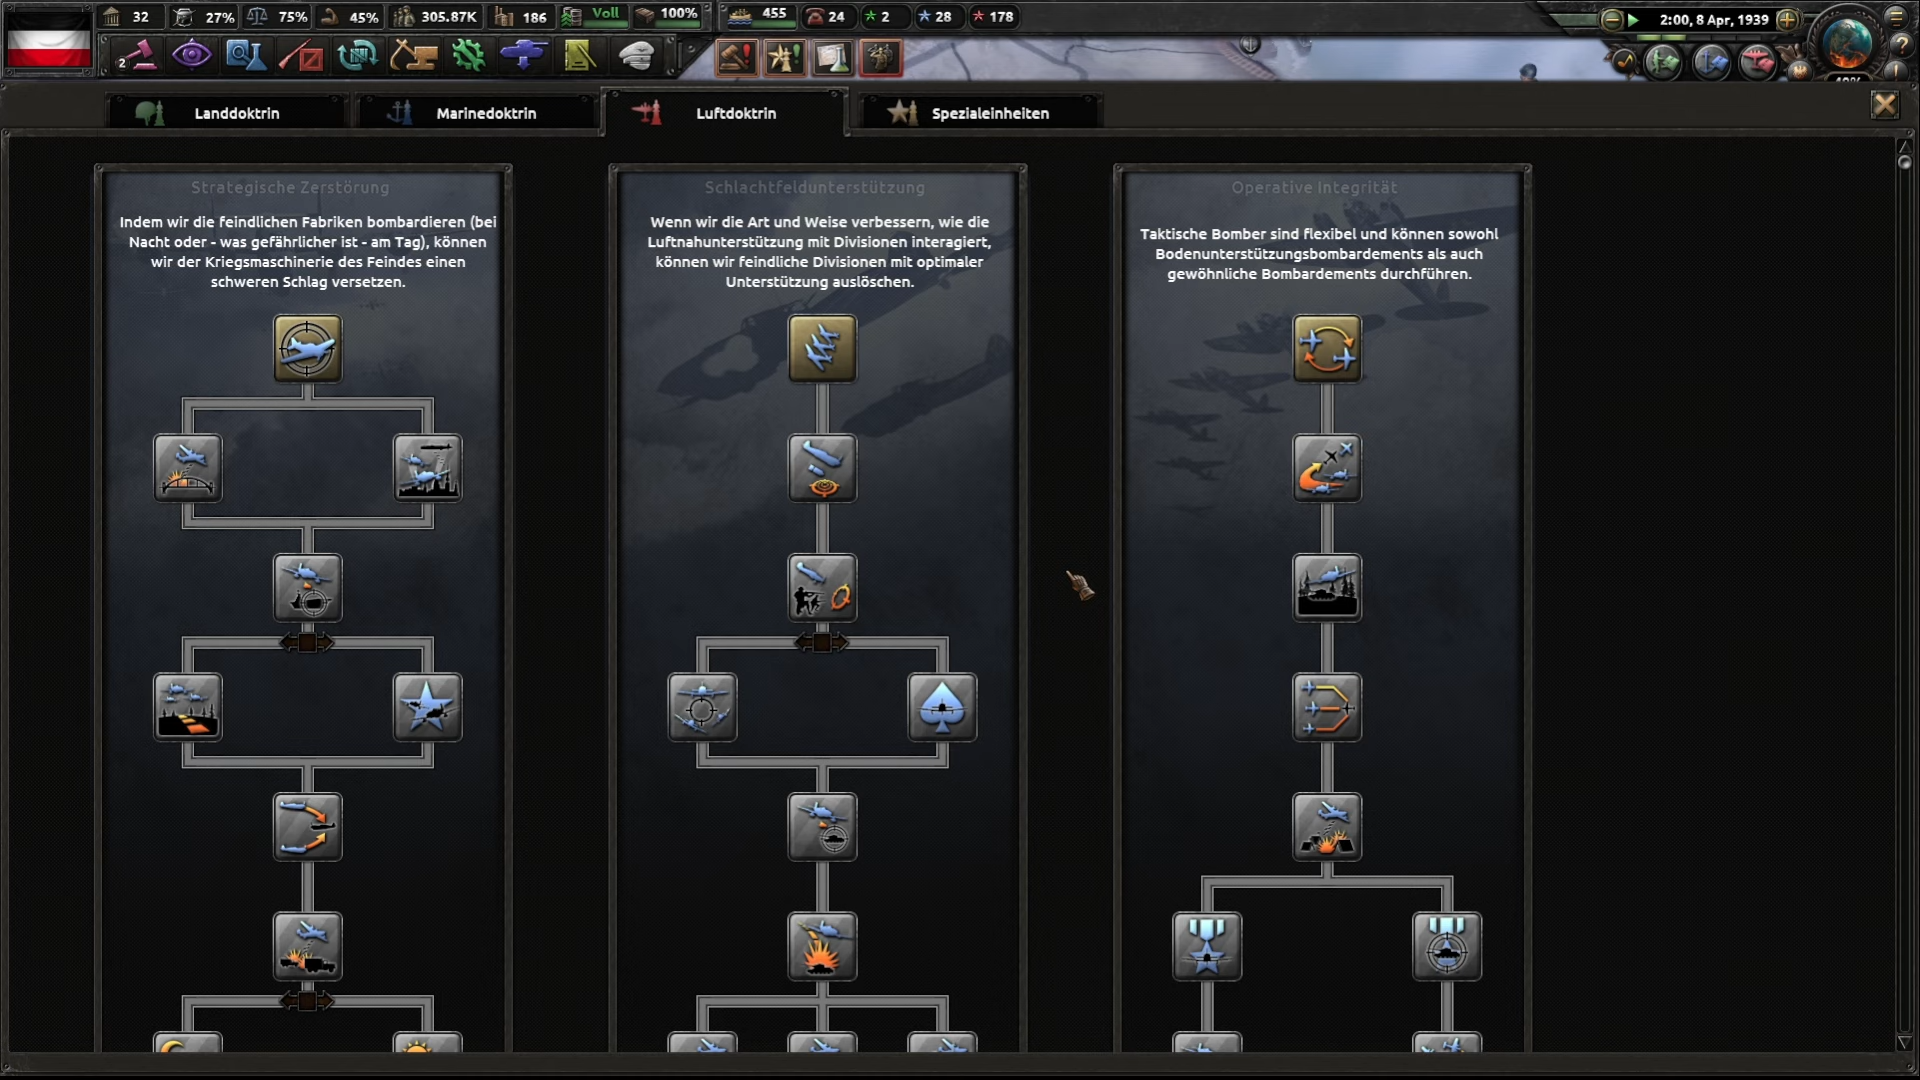 32
27%
75%
45%
305.87K
186
Voll
100%
455
24
2
28
178
2:00, 8 Apr, 1939
2
Landdoktrin
Marinedoktrin
Luftdoktrin
Spezialeinheiten
Strategische Zerstörung
Indem wir die feindlichen Fabriken bombardieren (bei
Nacht oder - was gefährlicher ist - am Tag), können
wir der Kriegsmaschinerie des Feindes einen
schweren Schlag versetzen.
Schlachtfeldunterstützung
Wenn wir die Art und Weise verbessern, wie die
Luftnahunterstützung mit Divisionen interagiert,
können wir feindliche Divisionen mit optimaler
Unterstützung auslöschen.
Operative Integrität
Taktische Bomber sind flexibel und können sowohl
Bodenunterstützungsbombardements als auch
gewöhnliche Bombardements durchführen.